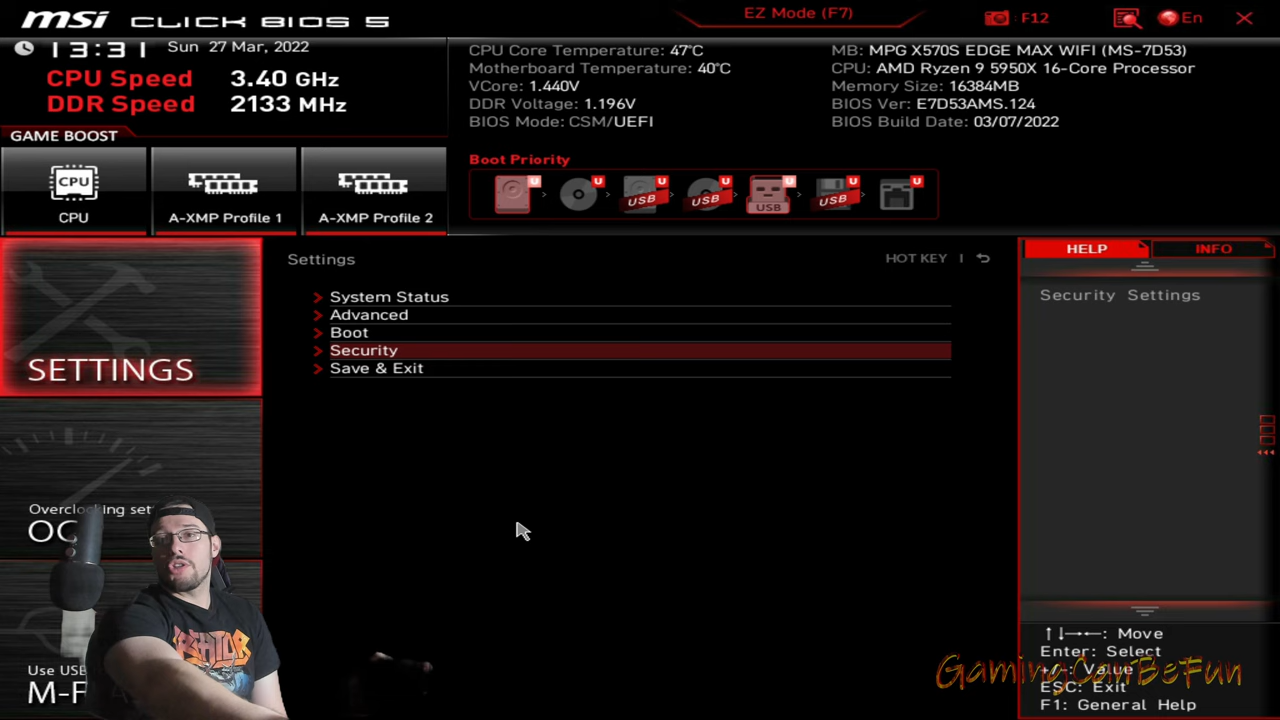 msi CLICK BIOS 5
EZ Mode (F7)
: F12
En
13:31 Sun 27 Mar, 2022
CPU Speed 3.40 GHz
DDR Speed 2133 MHz
CPU Core Temperature: 47°C
Motherboard Temperature: 40°C
VCore: 1.440V
DDR Voltage: 1.196V
BIOS Mode: CSM/UEFI
MB: MPG X570S EDGE MAX WIFI (MS-7D53)
CPU: AMD Ryzen 9 5950X 16-Core Processor
Memory Size: 16384MB
BIOS Ver: E7D53AMS.124
BIOS Build Date: 03/07/2022
GAME BOOST
CPU
CPU
A-XMP Profile 1
A-XMP Profile 2
Boot Priority
U U U U U U U
USB USB USB USB
SETTINGS
Overclocking set
OC
Use USB
M-F
Settings
HOT KEY |
> System Status
> Advanced
> Boot
> Security
> Save & Exit
HELP INFO
Security Settings
↑↓→←: Move
Enter: Select
+/-: Value
ESC: Exit
F1: General Help
GamingCanBeFun